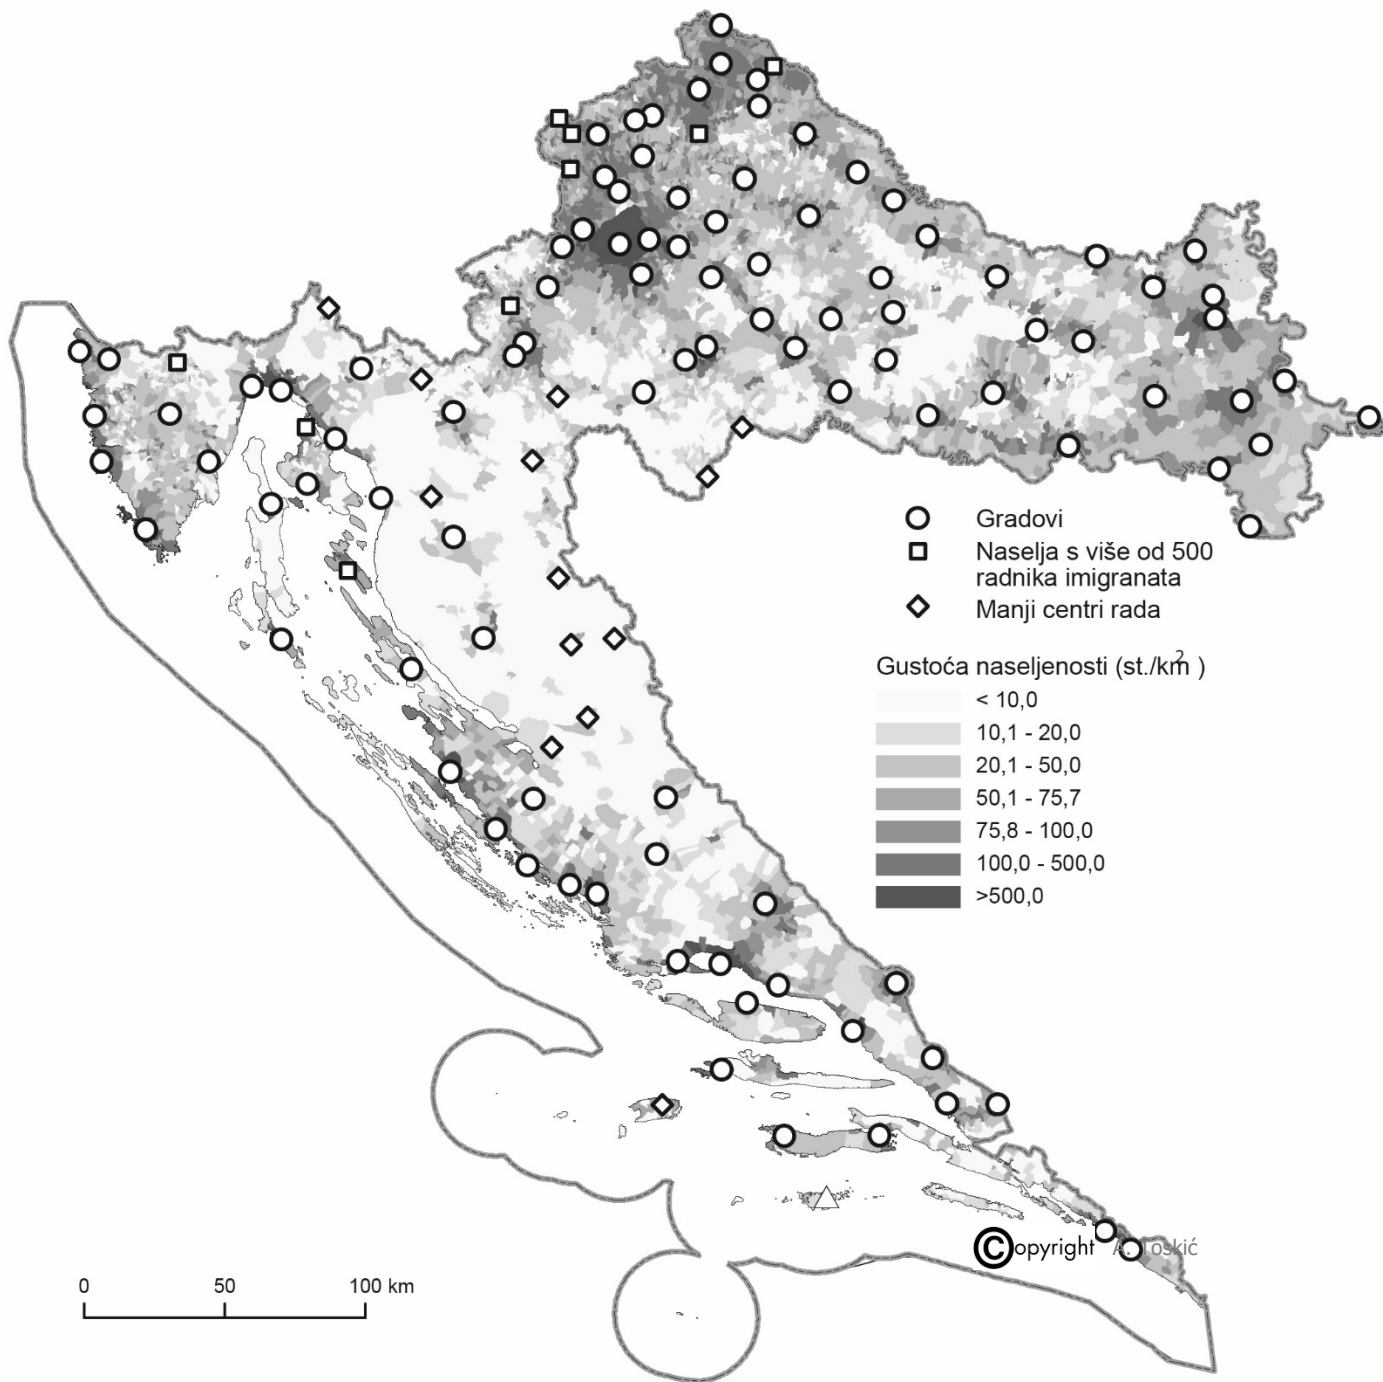 Gradovi
Naselja s više od 500
radnika imigranata
Manji centri rada
Gustoća naseljenosti (st./km²)
< 10,0
10,1 - 20,0
20,1 - 50,0
50,1 - 75,7
75,8 - 100,0
100,0 - 500,0
>500,0
©opyright A. Toskić
0 50 100 km